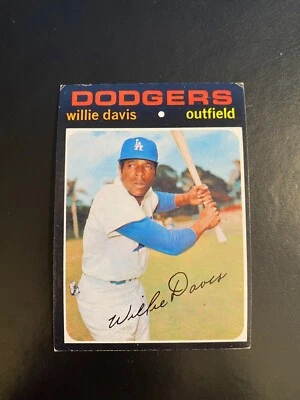 DODGERS
willie davis • outfield
LA
Willie Davis